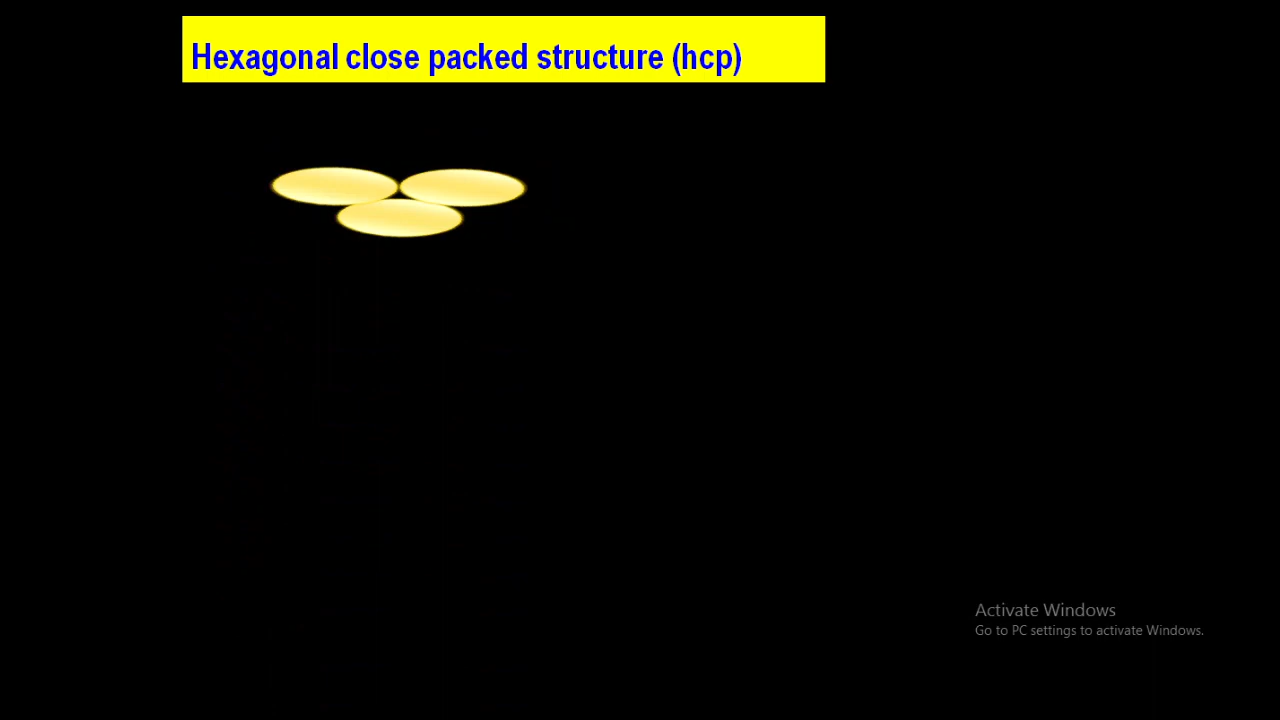 Hexagonal close packed structure (hcp)
Activate Windows
Go to PC settings to activate Windows.